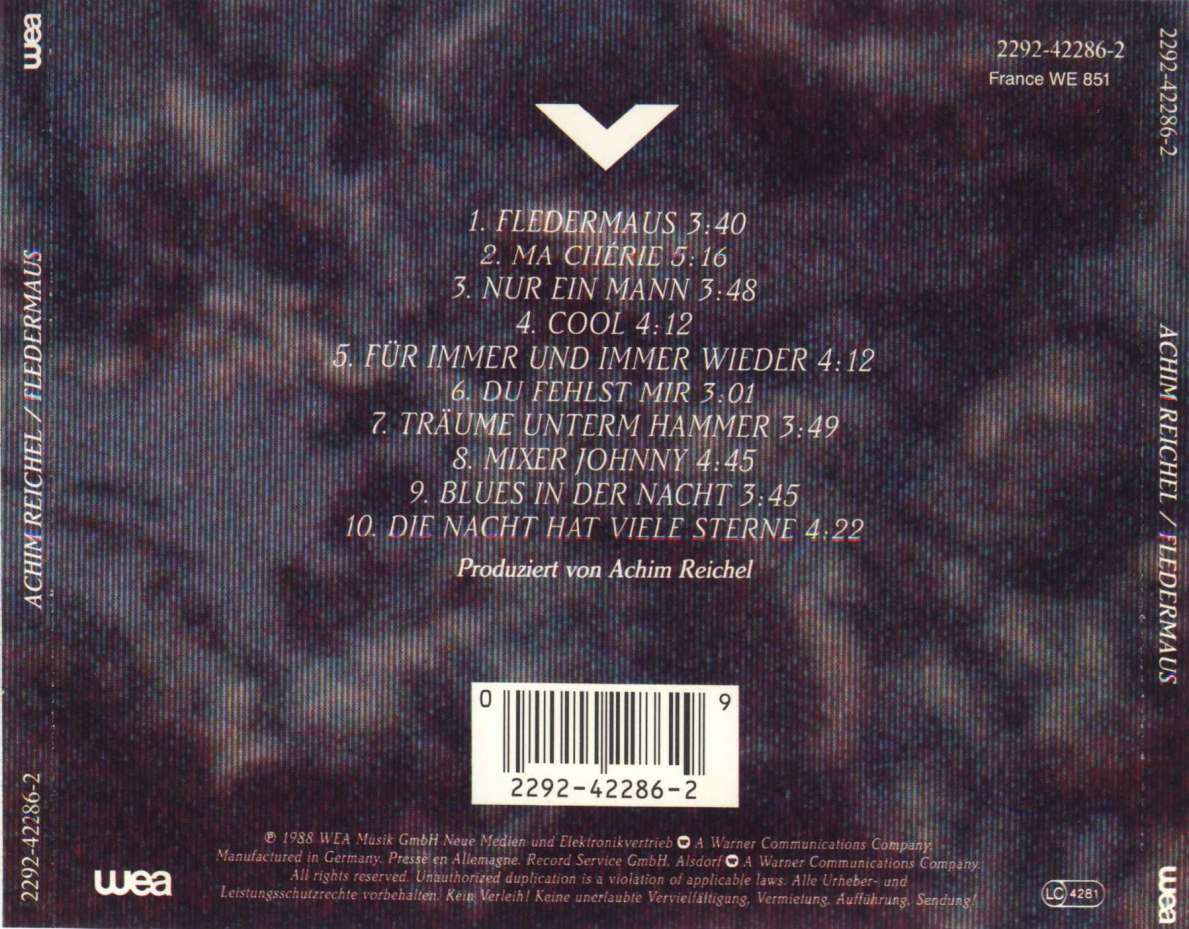 wea
2292-42286-2
France WE 851
2292-42286-2
1. FLEDERMAUS 3:40
2. MA CHÉRIE 5:16
3. NUR EIN MANN 3:48
4. COOL 4:12
5. FÜR IMMER UND IMMER WIEDER 4:12
6. DU FEHLST MIR 3:01
7. TRÄUME UNTERM HAMMER 3:49
8. MIXER JOHNNY 4:45
9. BLUES IN DER NACHT 3:45
10. DIE NACHT HAT VIELE STERNE 4:22
Produziert von Achim Reichel
ACHIM REICHEL / FLEDERMAUS
ACHIM REICHEL / FLEDERMAUS
0 9
2292-42286-2
2292-42286-2
℗ 1988 WEA Musik GmbH Neue Medien und Elektronikvertrieb A Warner Communications Company.
Manufactured in Germany. Pressé en Allemagne. Record Service GmbH. Alsdorf A Warner Communications Company.
All rights reserved. Unauthorized duplication is a violation of applicable laws. Alle Urheber- und
Leistungsschutzrechte vorbehalten. Kein Verleih! Keine unerlaubte Vervielfältigung, Vermietung, Aufführung, Sendung!
wea
LC 4281
wea